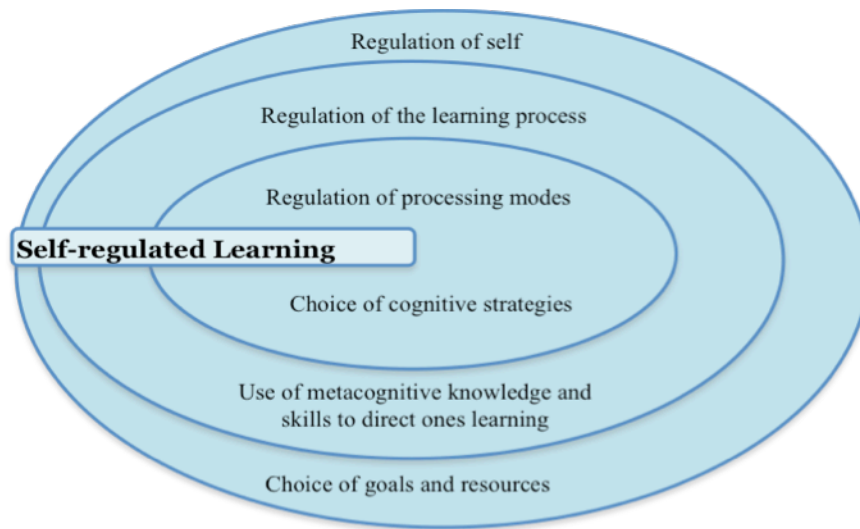 Regulation of self
Regulation of the learning process
Regulation of processing modes
Self-regulated Learning
Choice of cognitive strategies
Use of metacognitive knowledge and
skills to direct ones learning
Choice of goals and resources